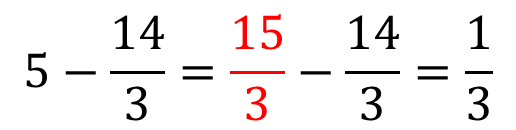 5 − 14/3 = 15/3 − 14/3 = 1/3